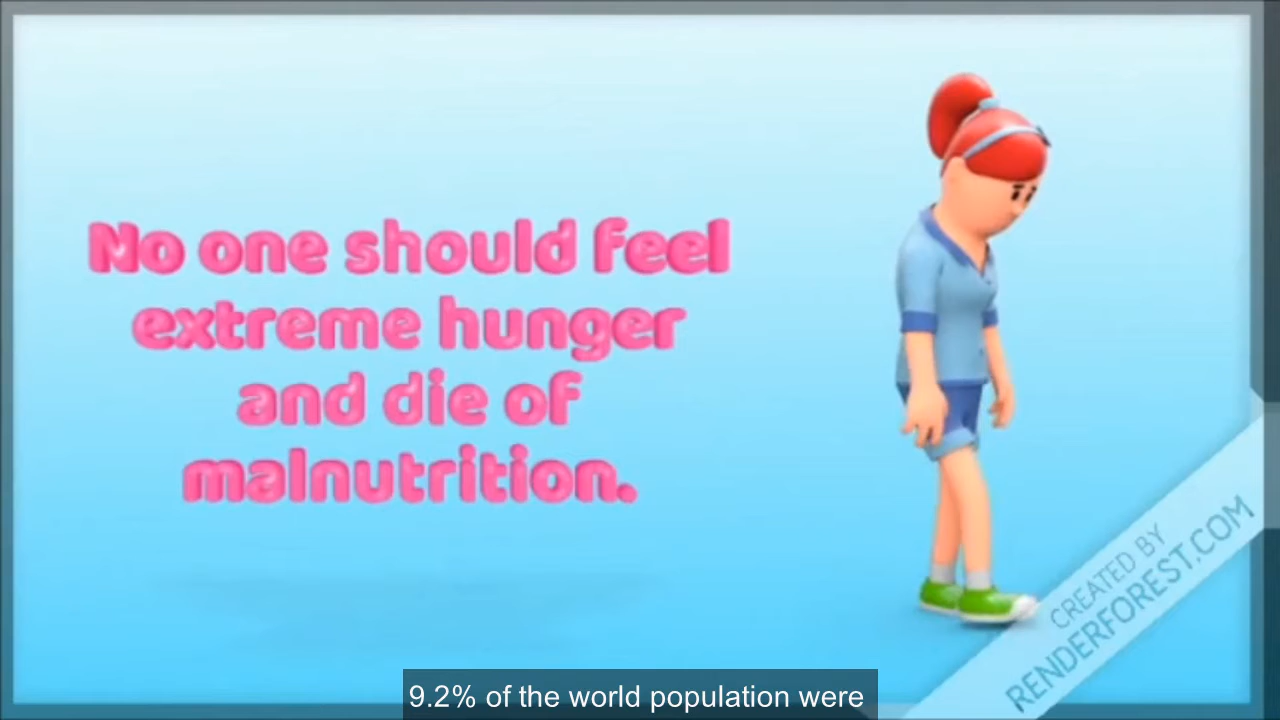 No one should feel
extreme hunger
and die of
malnutrition.
CREATED BY
RENDERFOREST.COM
9.2% of the world population were